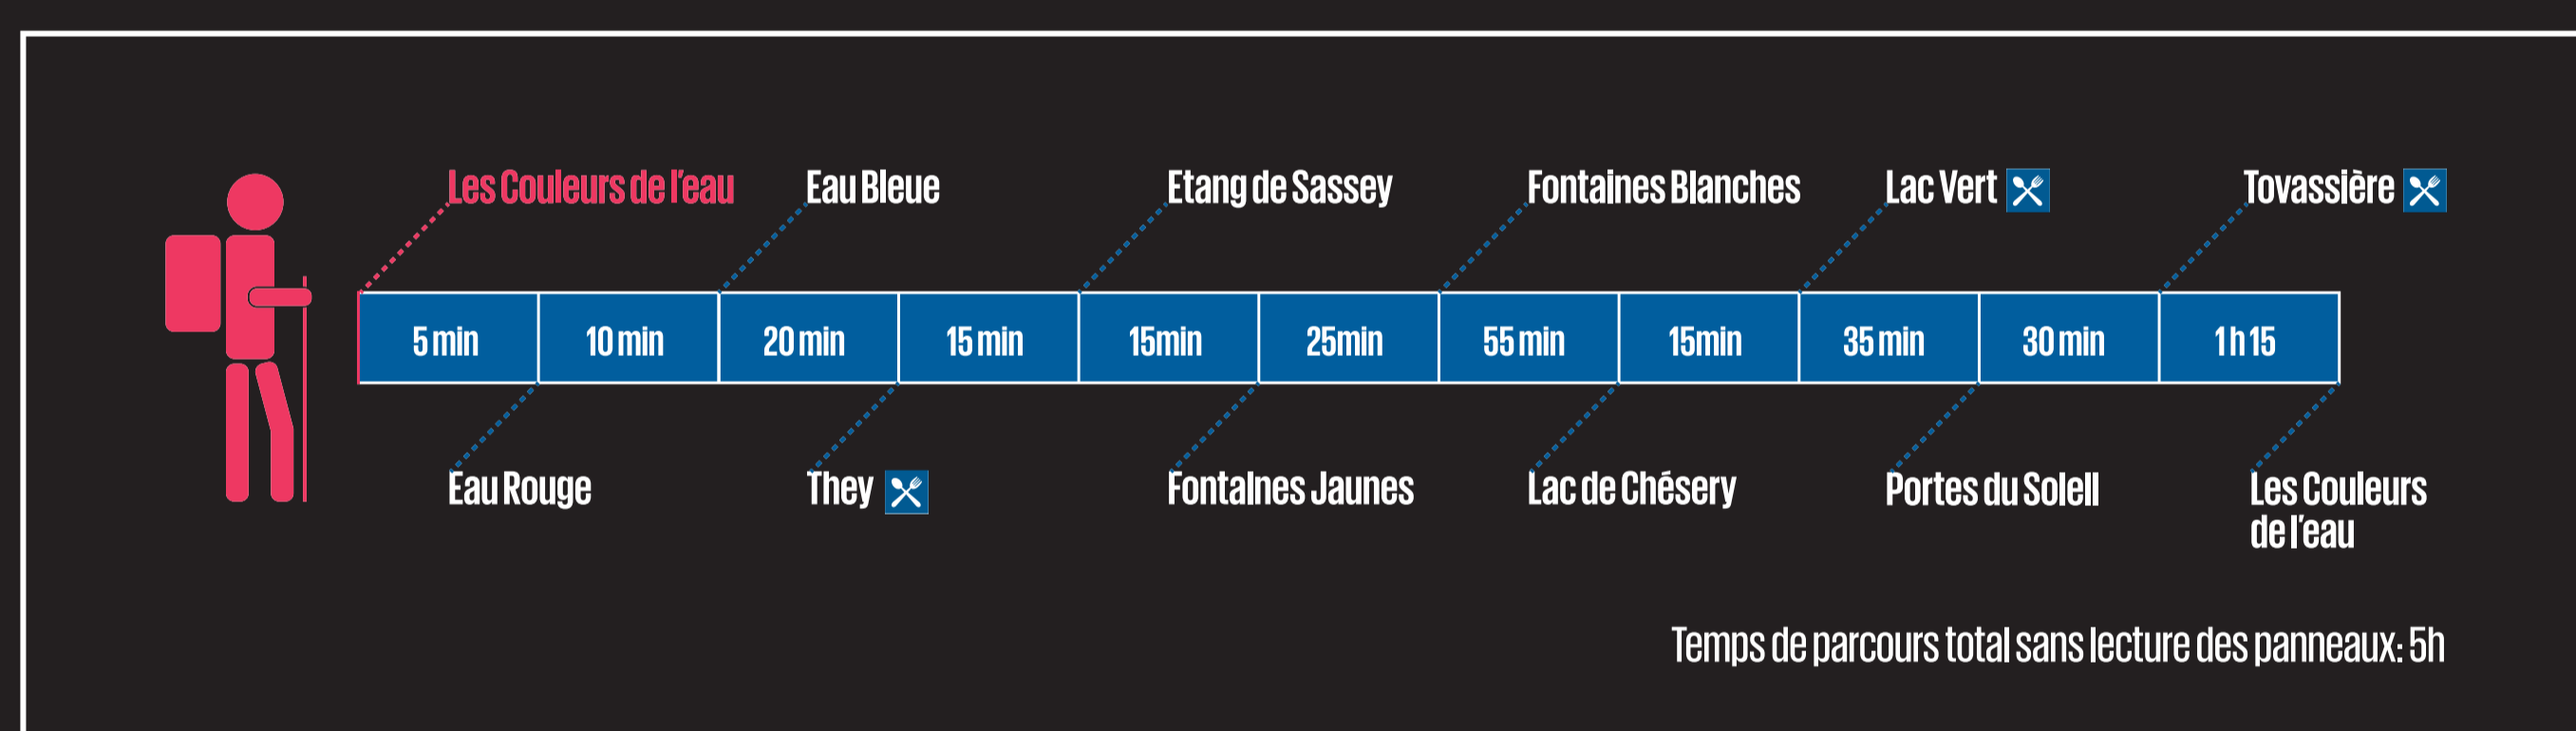 Les Couleurs de l'eau
Eau Bleue
Etang de Sassey
Fontaines Blanches
Lac Vert
Tovassière
5 min
10 min
20 min
15 min
15min
25min
55 min
15min
35 min
30 min
1 h 15
Eau Rouge
They
Fontaines Jaunes
Lac de Chésery
Portes du Soleil
Les Couleurs
de l'eau
Temps de parcours total sans lecture des panneaux: 5h